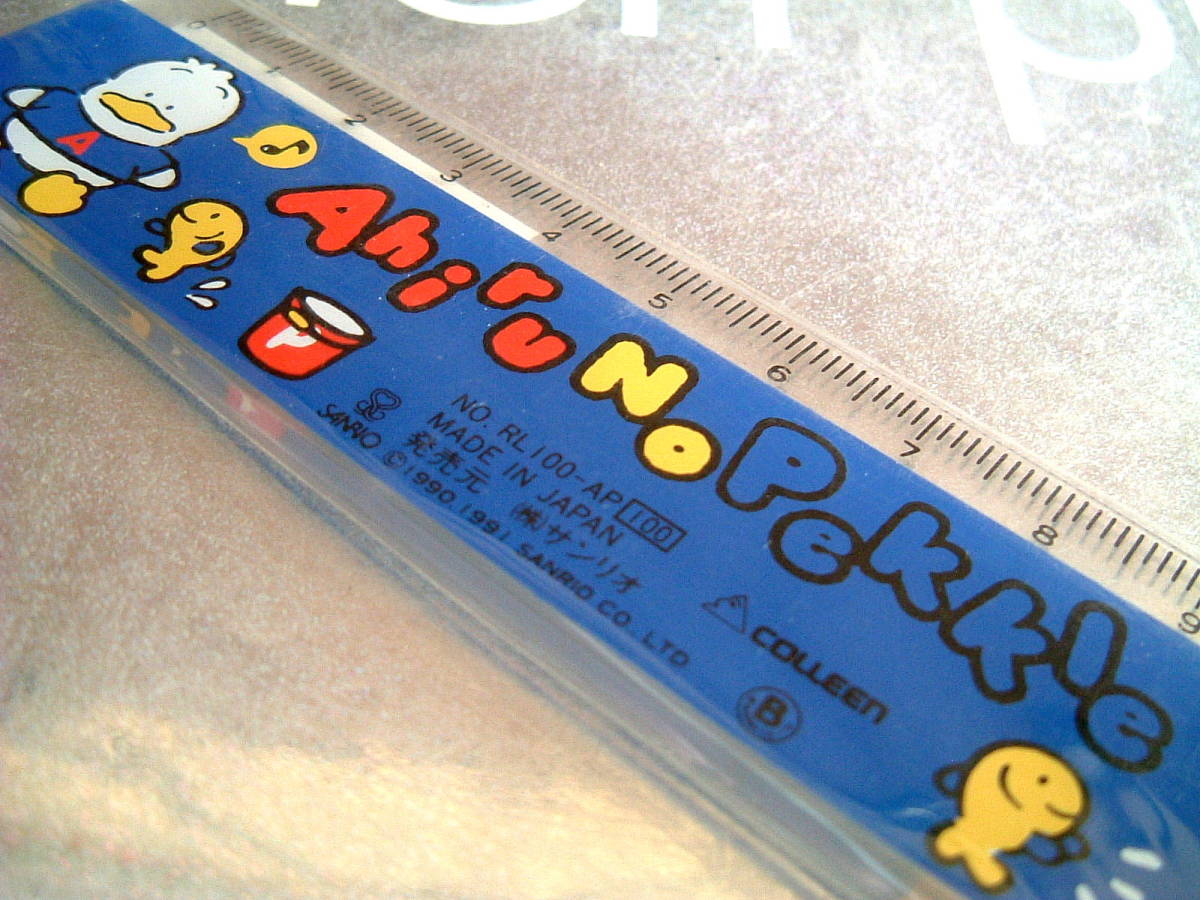 0 1 2 3 4 5 6 7 8 9
A
Ahiru No Pekkle
P
NO. RL100-AP 100
MADE IN JAPAN
発売元 (株)サンリオ
SANRIO © 1990, 1991 SANRIO CO., LTD.
COLLEEN
B